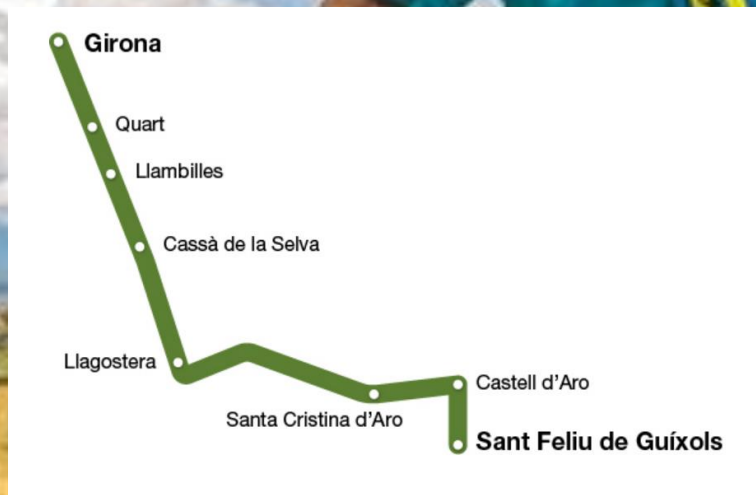 Girona
Quart
Llambilles
Cassà de la Selva
Llagostera
Castell d'Aro
Santa Cristina d'Aro
Sant Feliu de Guíxols